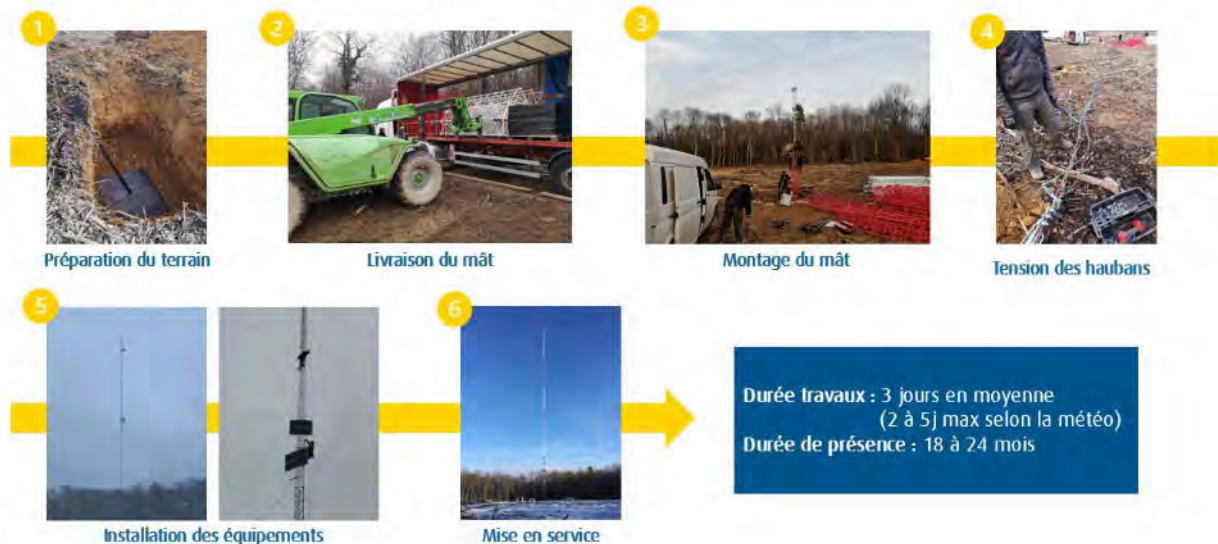 1
2
3
4
Préparation du terrain
Livraison du mât
Montage du mât
Tension des haubans
5
6
Installation des équipements
Mise en service
Durée travaux : 3 jours en moyenne
(2 à 5j max selon la météo)
Durée de présence : 18 à 24 mois